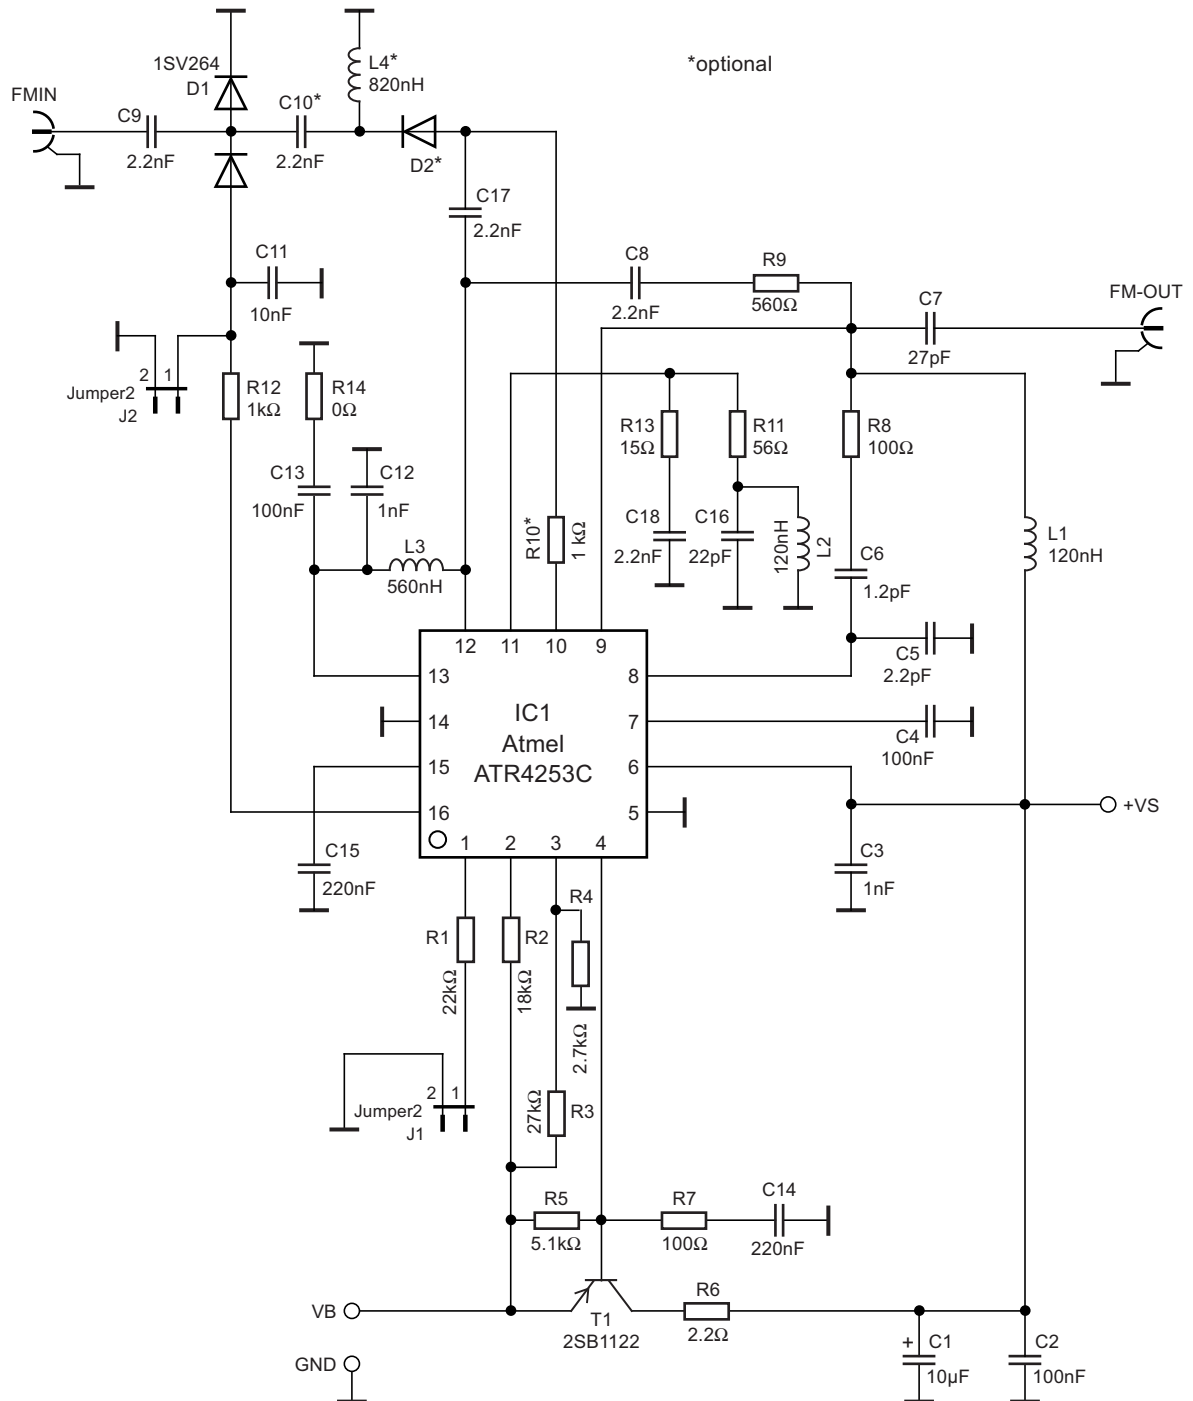 *optional
1SV264
D1
L4*
820nH
FMIN
C9
2.2nF
C10*
2.2nF
D2*
C17
2.2nF
C11
10nF
C8
2.2nF
R9
560Ω
C7
27pF
FM-OUT
2 1
Jumper2
J2
R12
1kΩ
R14
0Ω
R13
15Ω
R11
56Ω
R8
100Ω
C13
100nF
C12
1nF
R10*
1 kΩ
C18
2.2nF
C16
22pF
120nH
L2
C6
1.2pF
L1
120nH
L3
560nH
12 11 10 9
13
14
15
16
8
7
6
5
IC1
Atmel
ATR4253C
1 2 3 4
C5
2.2pF
C4
100nF
+VS
C3
1nF
C15
220nF
R1
22kΩ
R2
18kΩ
R4
2.7kΩ
2 1
Jumper2
J1
27kΩ
R3
R5
5.1kΩ
R7
100Ω
C14
220nF
VB
T1
2SB1122
R6
2.2Ω
GND
+
C1
10µF
C2
100nF